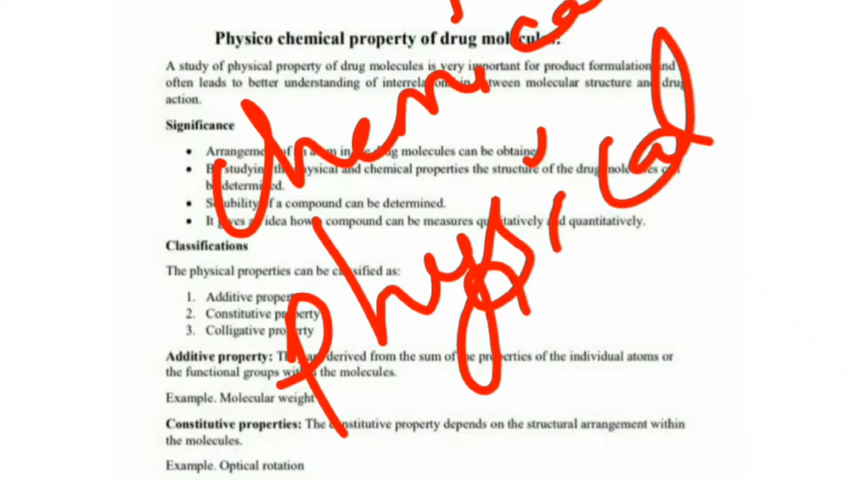 Physico chemical property of drug molecules:
A study of physical property of drug molecules is very important for product formulation and
often leads to better understanding of interrelationship between molecular structure and drug
action.
Significance
• Arrangement of an atom in the drug molecules can be obtained
• By studying the physical and chemical properties the structure of the drug molecules can
be determined.
• Solubility of a compound can be determined.
• It gives an idea how a compound can be measures qualitatively and quantitatively.
Classifications
The physical properties can be classified as:
1. Additive property
2. Constitutive property
3. Colligative property
Additive property: derived from the sum of the properties of the individual atoms or
the functional groups within the molecules.
Example. Molecular weight
Constitutive properties: The constitutive property depends on the structural arrangement within
the molecules.
Example. Optical rotation
chemical
physical